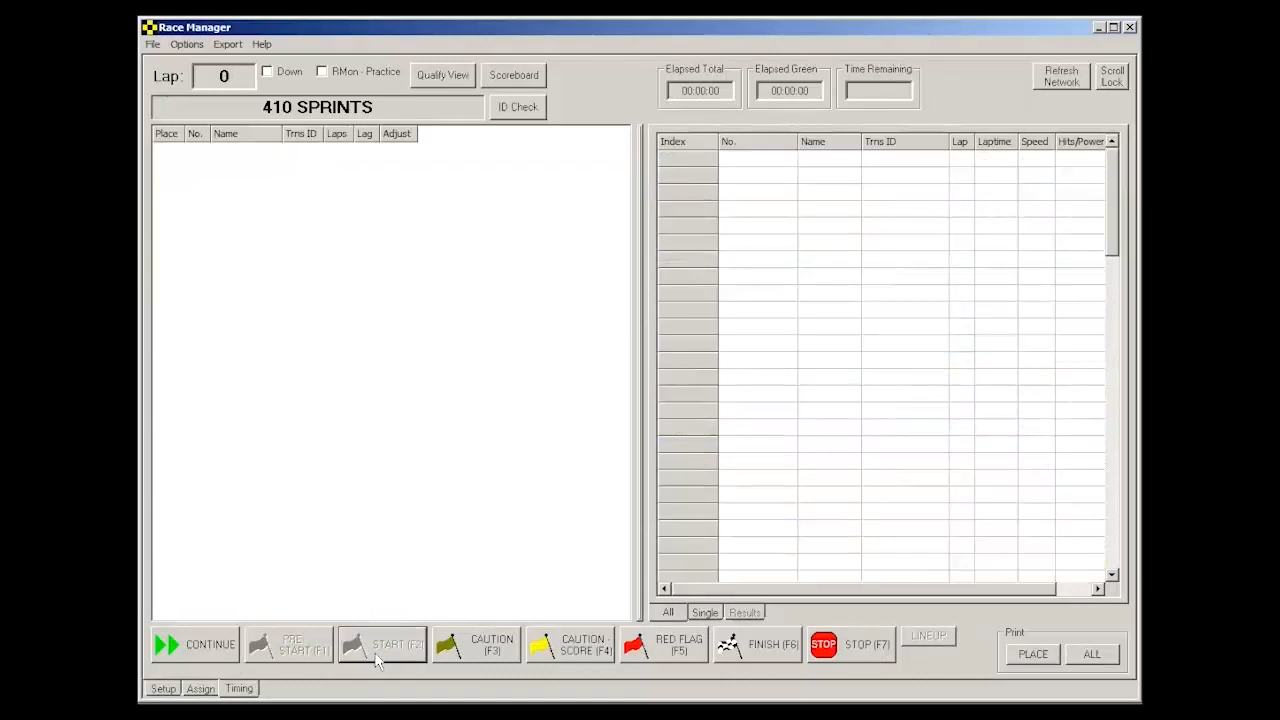 Race Manager
File Options Export Help
Lap: 0 Down RMon - Practice Qualify View Scoreboard Elapsed Total 00:00:00 Elapsed Green 00:00:00 Time Remaining Refresh Network Scroll Lock
410 SPRINTS ID Check
Place No. Name Trns ID Laps Lag Adjust
Index No. Name Trns ID Lap Laptime Speed Hits/Power
All Single Results
CONTINUE PRE START (F1) START (F2) CAUTION (F3) CAUTION - SCORE (F4) RED FLAG (F5) FINISH (F6) STOP STOP (F7) LINEUP Print PLACE ALL
Setup Assign Timing